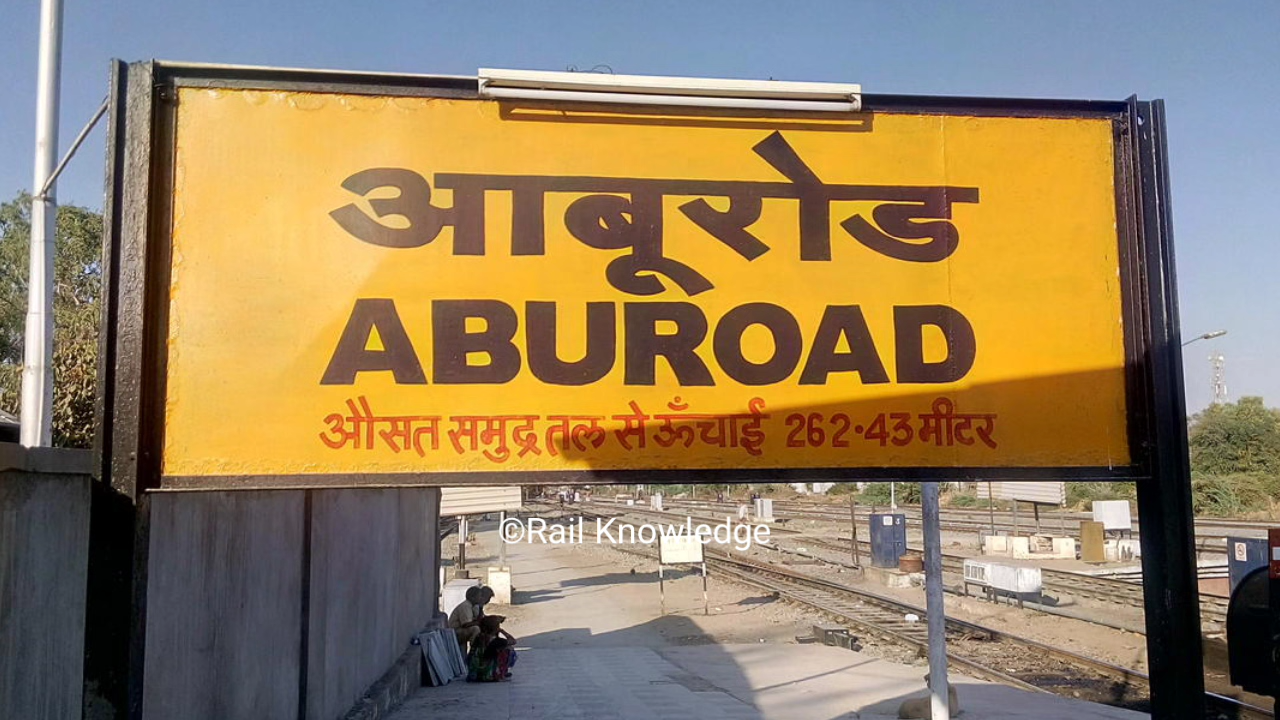 आबूरोड
ABUROAD
औसत समुद्र तल से ऊँचाई 262.43 मीटर
©Rail Knowledge